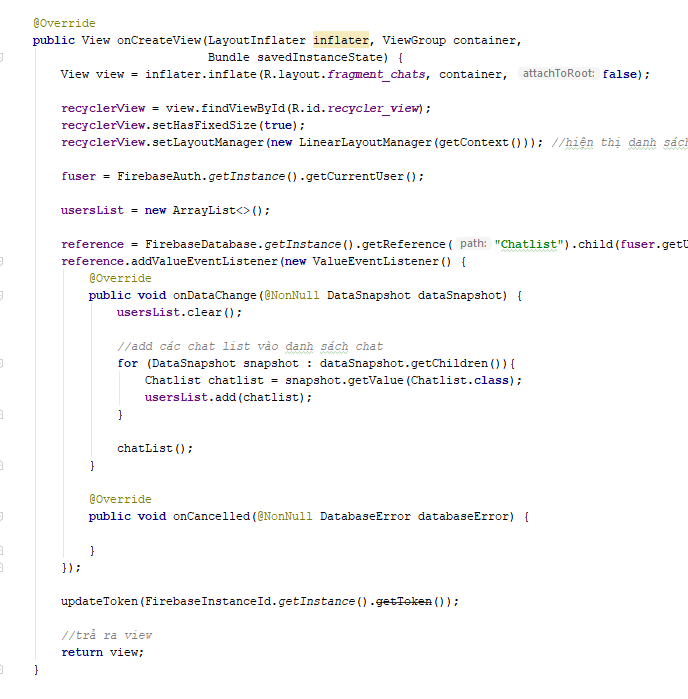 @Override
public View onCreateView(LayoutInflater inflater, ViewGroup container,
Bundle savedInstanceState) {
View view = inflater.inflate(R.layout.fragment_chats, container, attachToRoot: false);
recyclerView = view.findViewById(R.id.recycler_view);
recyclerView.setHasFixedSize(true);
recyclerView.setLayoutManager(new LinearLayoutManager(getContext())); //hiện thị danh sách
fuser = FirebaseAuth.getInstance().getCurrentUser();
usersList = new ArrayList<>();
reference = FirebaseDatabase.getInstance().getReference( path: "Chatlist").child(fuser.getU
reference.addValueEventListener(new ValueEventListener() {
@Override
public void onDataChange(@NonNull DataSnapshot dataSnapshot) {
usersList.clear();
//add các chat list vào danh sách chat
for (DataSnapshot snapshot : dataSnapshot.getChildren()){
Chatlist chatlist = snapshot.getValue(Chatlist.class);
usersList.add(chatlist);
}
chatList();
}
@Override
public void onCancelled(@NonNull DatabaseError databaseError) {
}
});
updateToken(FirebaseInstanceId.getInstance().getToken());
//trả ra view
return view;
}